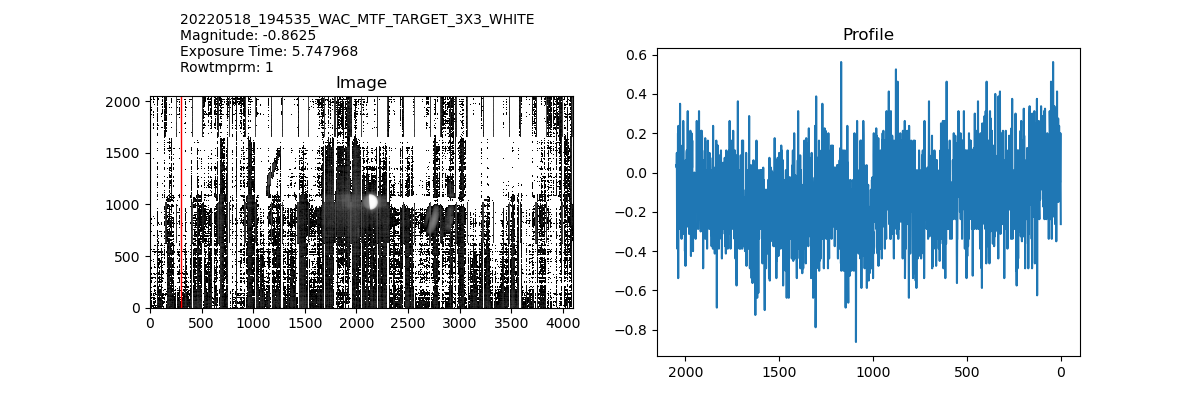 20220518_194535_WAC_MTF_TARGET_3X3_WHITE
Magnitude: -0.8625
Exposure Time: 5.747968
Rowtmprm: 1
Image
2000
1500
1000
500
0
0 500 1000 1500 2000 2500 3000 3500 4000
Profile
0.6
0.4
0.2
0.0
−0.2
−0.4
−0.6
−0.8
2000 1500 1000 500 0